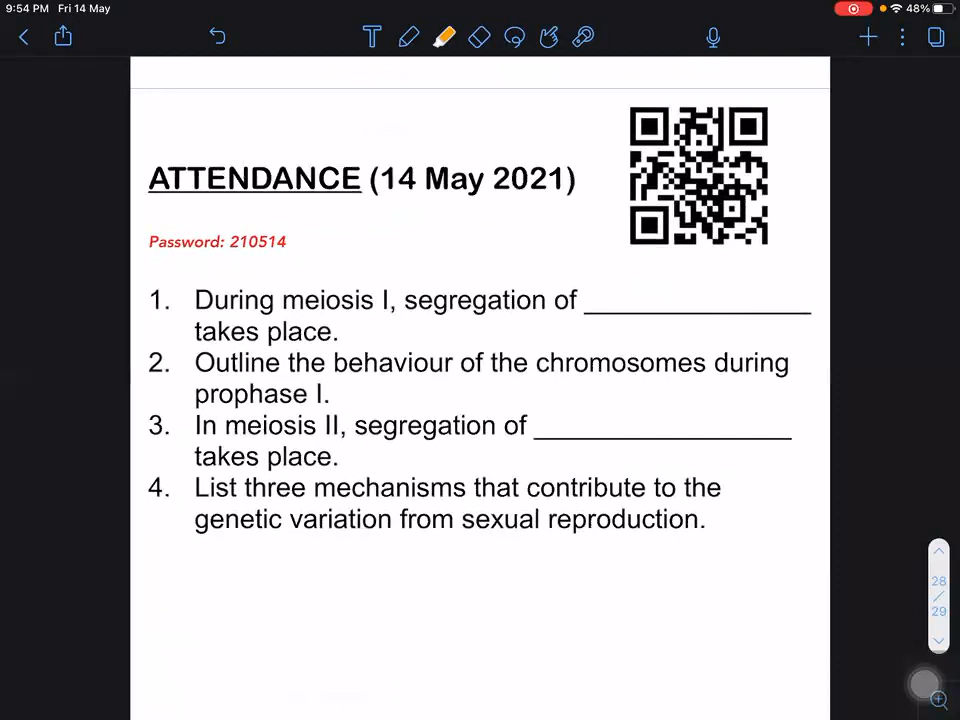 9:54 PM Fri 14 May
48%
ATTENDANCE (14 May 2021)
Password: 210514
1. During meiosis I, segregation of _______________
takes place.
2. Outline the behaviour of the chromosomes during
prophase I.
3. In meiosis II, segregation of _________________
takes place.
4. List three mechanisms that contribute to the
genetic variation from sexual reproduction.
28
/
29